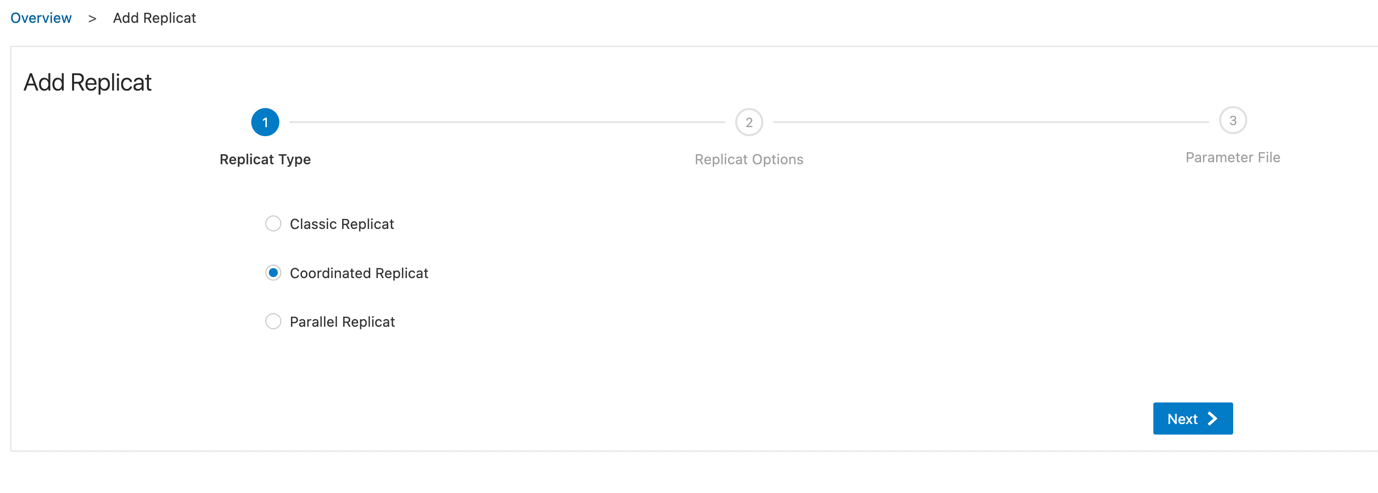 Overview > Add Replicat
Add Replicat
1 2 3
Replicat Type Replicat Options Parameter File
Classic Replicat
Coordinated Replicat
Parallel Replicat
Next